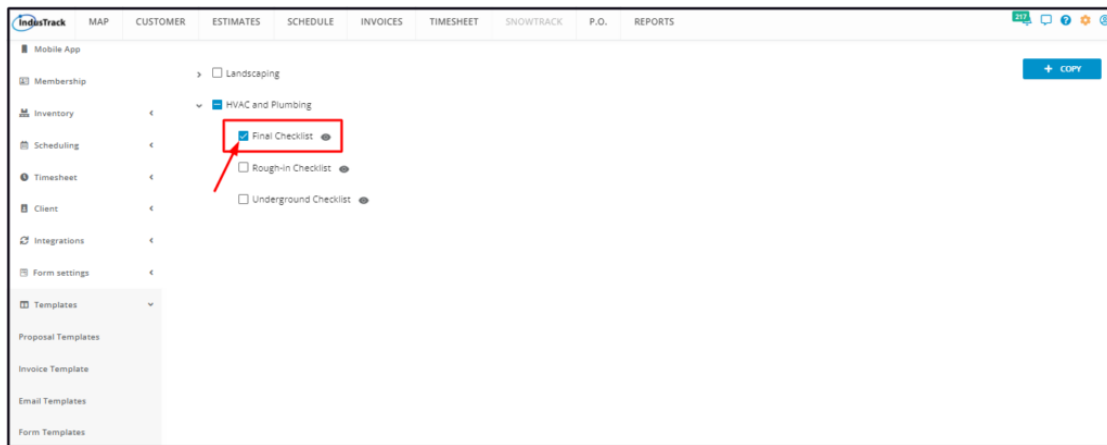 IndusTrack MAP CUSTOMER ESTIMATES SCHEDULE INVOICES TIMESHEET SNOWTRACK P.O. REPORTS 217
Mobile App
Membership
Inventory
Scheduling
Timesheet
Client
Integrations
Form settings
Templates
Proposal Templates
Invoice Template
Email Templates
Form Templates
Landscaping
+ COPY
HVAC and Plumbing
Final Checklist
Rough-in Checklist
Underground Checklist